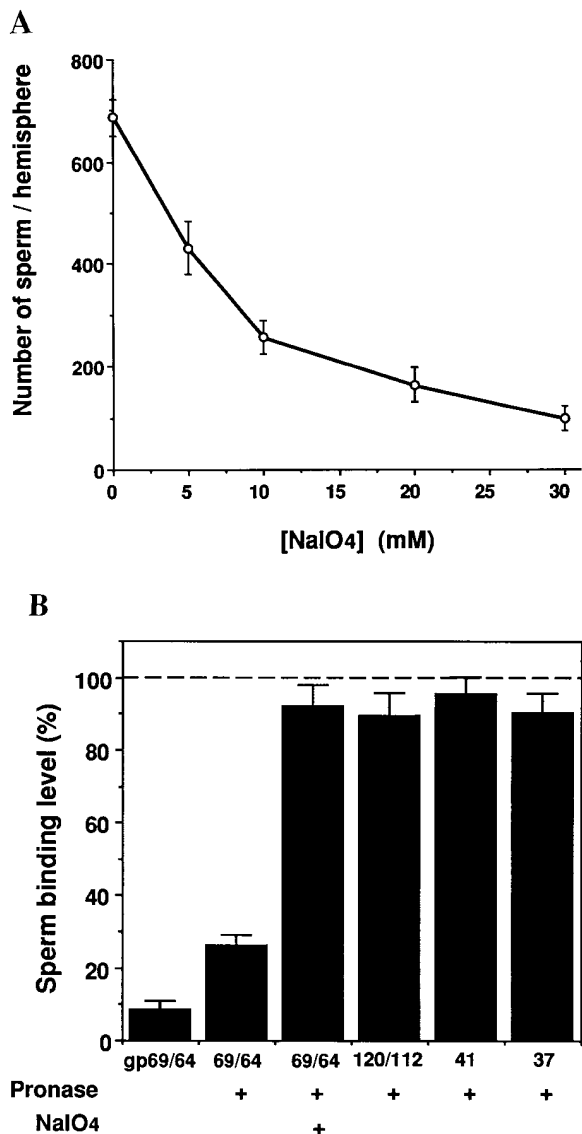 A
800
600
400
200
0
Number of sperm / hemisphere
0 5 10 15 20 25 30
[NaIO4] (mM)
B
100
80
60
40
20
0
Sperm binding level (%)
gp69/64 69/64 69/64 120/112 41 37
Pronase + + + + +
NaIO4 +